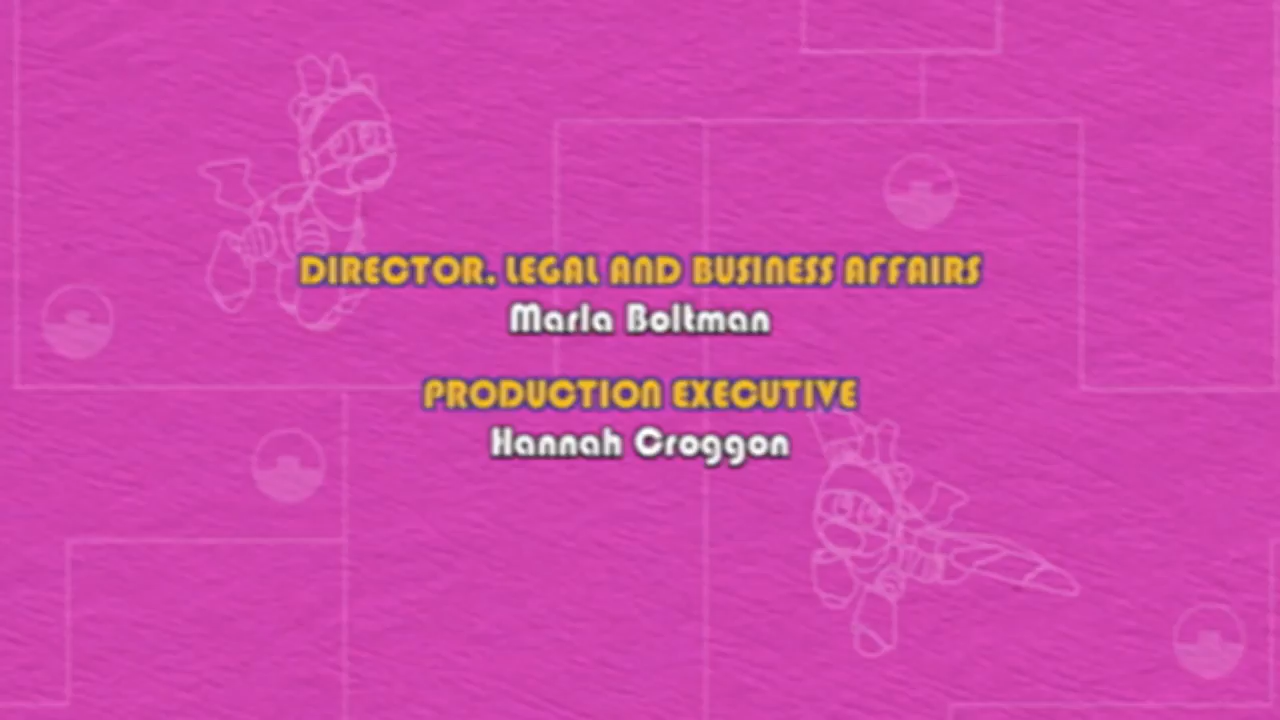 DIRECTOR, LEGAL AND BUSINESS AFFAIRS
Marla Boltman
PRODUCTION EXECUTIVE
Hannah Croggon